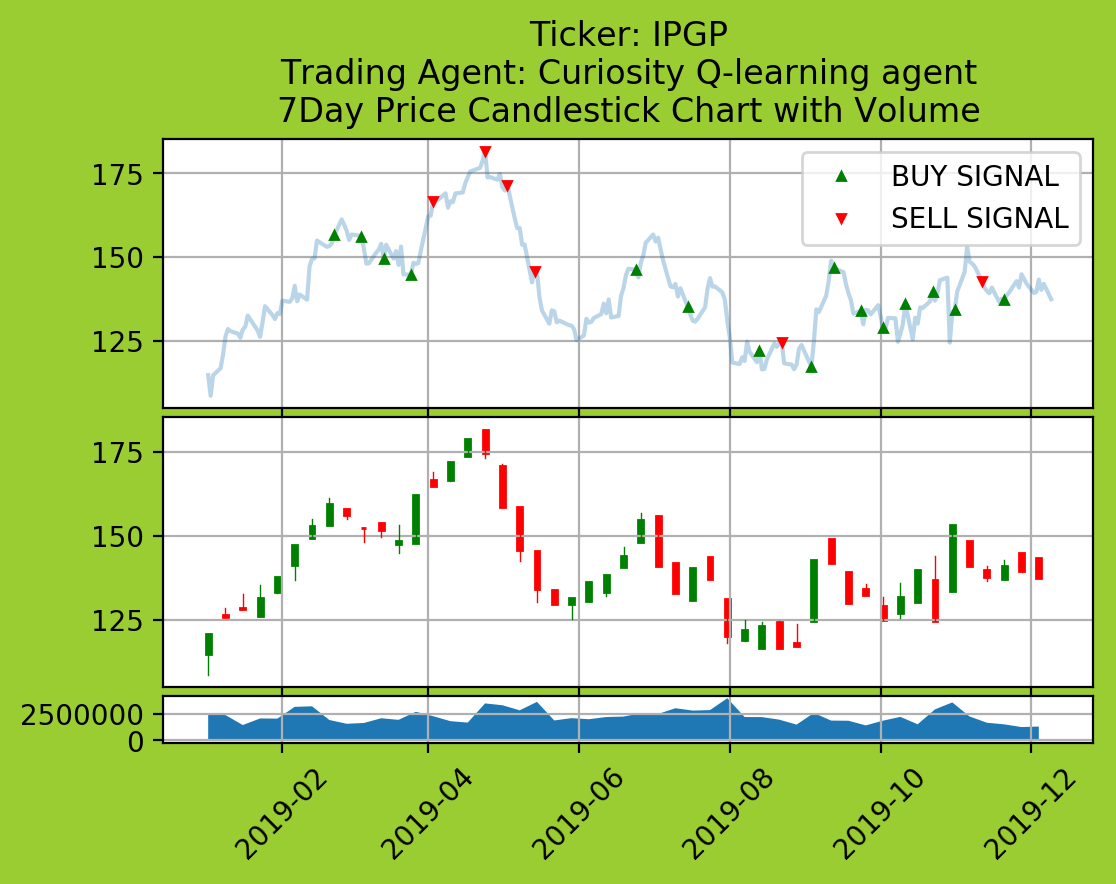 Ticker: IPGP
Trading Agent: Curiosity Q-learning agent
7Day Price Candlestick Chart with Volume
175
150
125
BUY SIGNAL
SELL SIGNAL
175
150
125
2500000
0
2019-02
2019-04
2019-06
2019-08
2019-10
2019-12